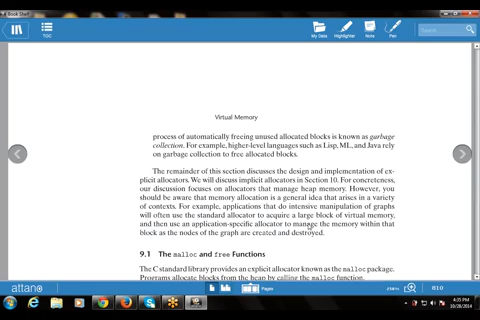 Book Shelf
TOC
My Data
Highlighter
Note
Pen
Search
Virtual Memory
process of automatically freeing unused allocated blocks is known as garbage
collection. For example, higher-level languages such as Lisp, ML, and Java rely
on garbage collection to free allocated blocks.
The remainder of this section discusses the design and implementation of ex-
plicit allocators. We will discuss implicit allocators in Section 10. For concreteness,
our discussion focuses on allocators that manage heap memory. However, you
should be aware that memory allocation is a general idea that arises in a variety
of contexts. For example, applications that do intensive manipulation of graphs
will often use the standard allocator to acquire a large block of virtual memory,
and then use an application-specific allocator to manage the memory within that
block as the nodes of the graph are created and destroyed.
9.1 The malloc and free Functions
The C standard library provides an explicit allocator known as the malloc package.
Programs allocate blocks from the heap by calling the malloc function.
attano
Pages
810
4:35 PM
10/28/2014